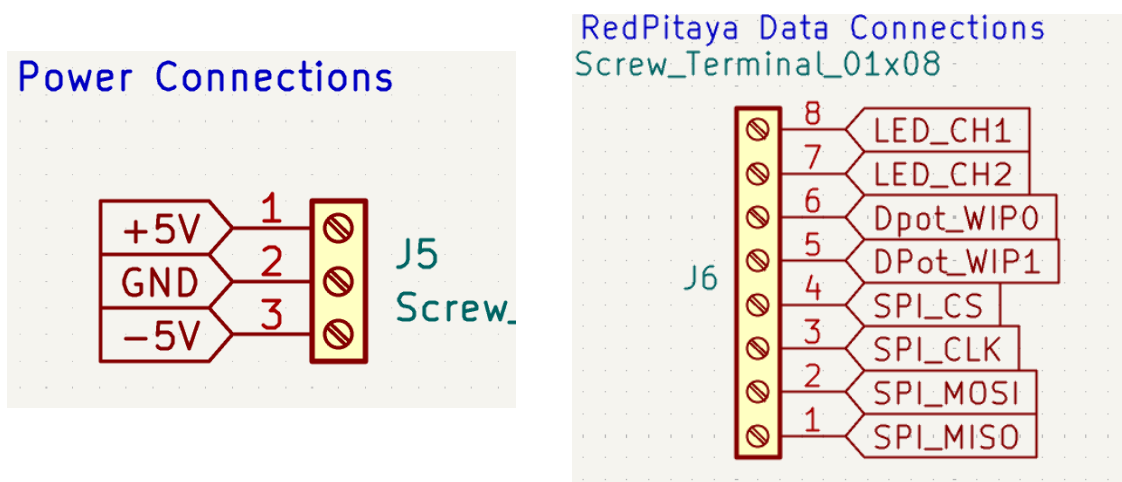 Power Connections
1
+5V
2
GND
3
-5V
J5
Screw_
RedPitaya Data Connections
Screw_Terminal_01x08
J6
8 LED_CH1
7 LED_CH2
6 Dpot_WIP0
5 DPot_WIP1
4 SPI_CS
3 SPI_CLK
2 SPI_MOSI
1 SPI_MISO